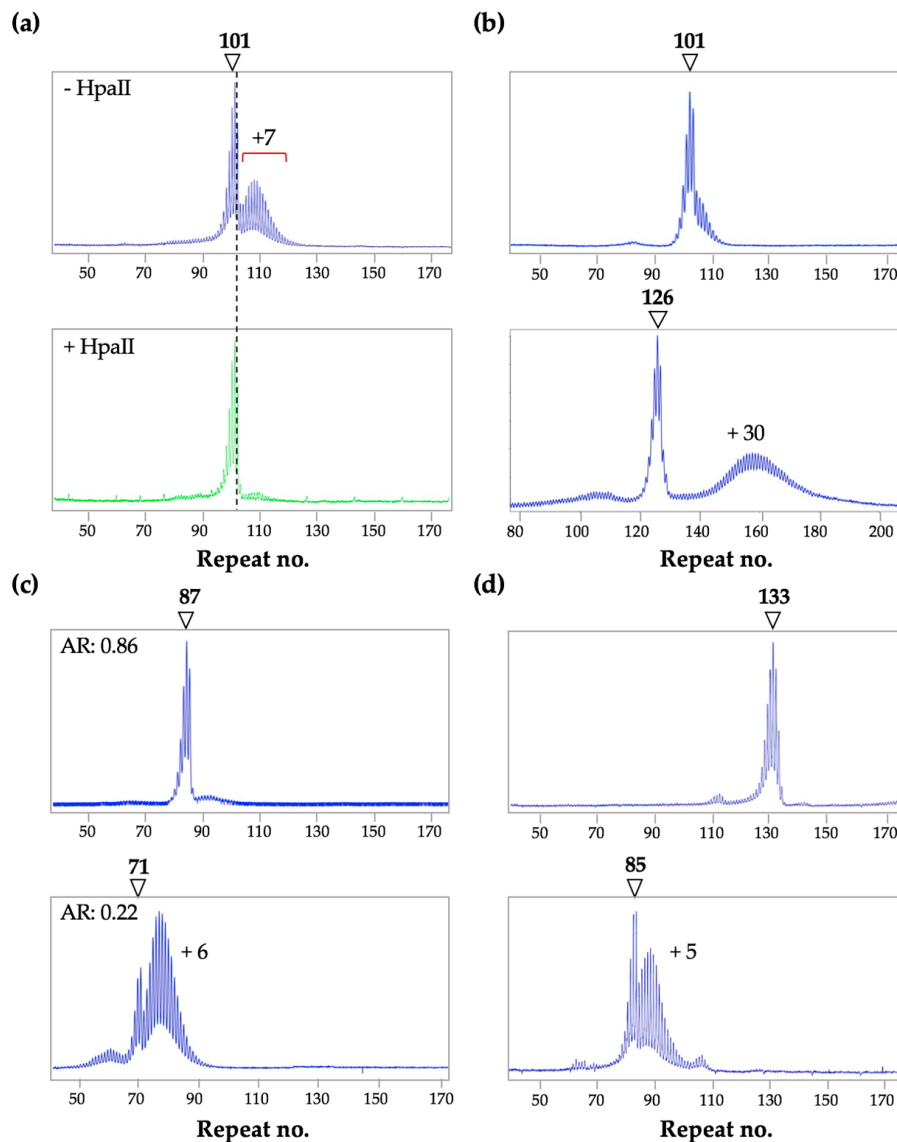 (a)
101
- HpaII
+7
50 70 90 110 130 150 170
+ HpaII
50 70 90 110 130 150 170
Repeat no.
(b)
101
50 70 90 110 130 150 170
126
+ 30
80 100 120 140 160 180 200
Repeat no.
(c)
87
AR: 0.86
50 70 90 110 130 150 170
71
AR: 0.22
+ 6
50 70 90 110 130 150 170
Repeat no.
(d)
133
50 70 90 110 130 150 170
85
+ 5
50 70 90 110 130 150 170
Repeat no.